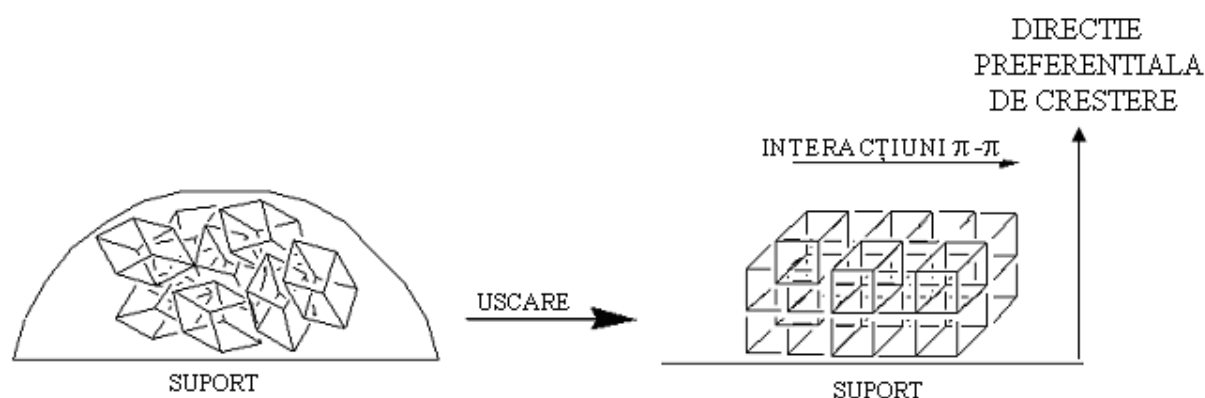 DIRECTIE
PREFERENTIALA
DE CRESTERE
INTERACȚIUNI π-π
USCARE
SUPORT
SUPORT